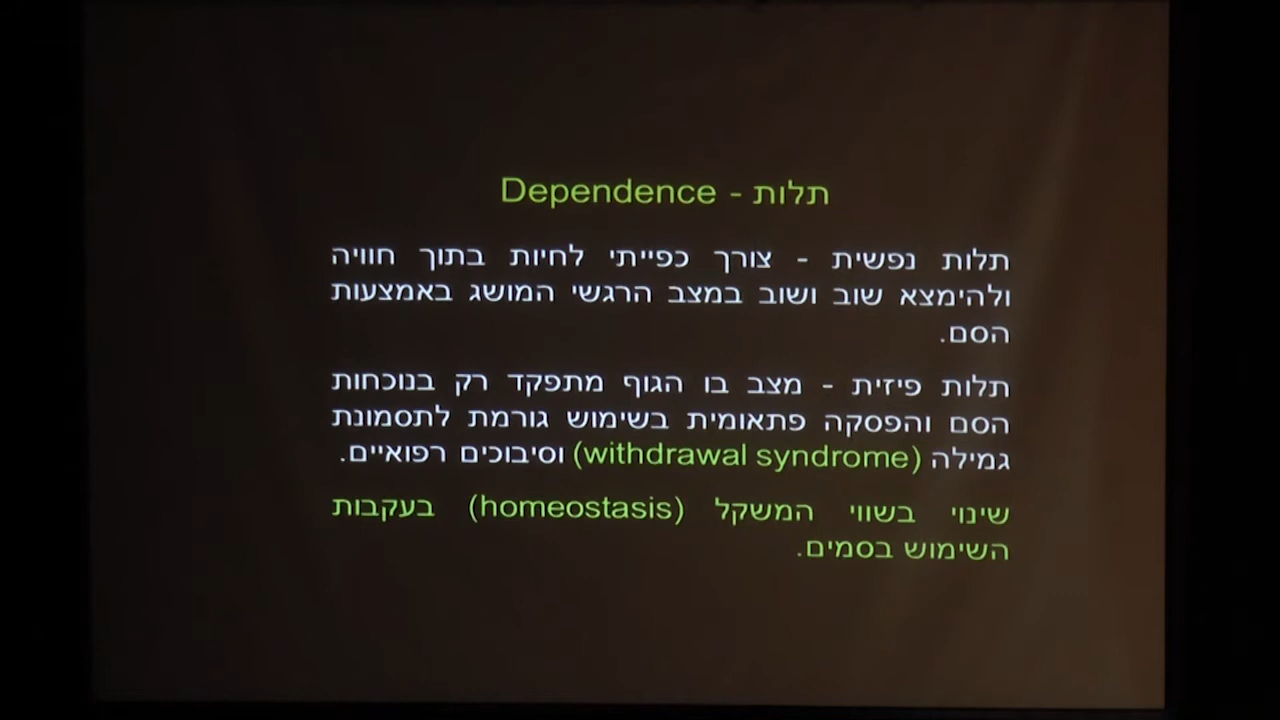 תלות - Dependence
תלות נפשית - צורך כפייתי לחיות בתוך חוויה
ולהימצא שוב ושוב במצב הרגשי המושג באמצעות
הסם.
תלות פיזית - מצב בו הגוף מתפקד רק בנוכחות
הסם והפסקה פתאומית בשימוש גורמת לתסמונת
גמילה (withdrawal syndrome) וסיבוכים רפואיים.
שינוי בשווי המשקל (homeostasis) בעקבות
השימוש בסמים.